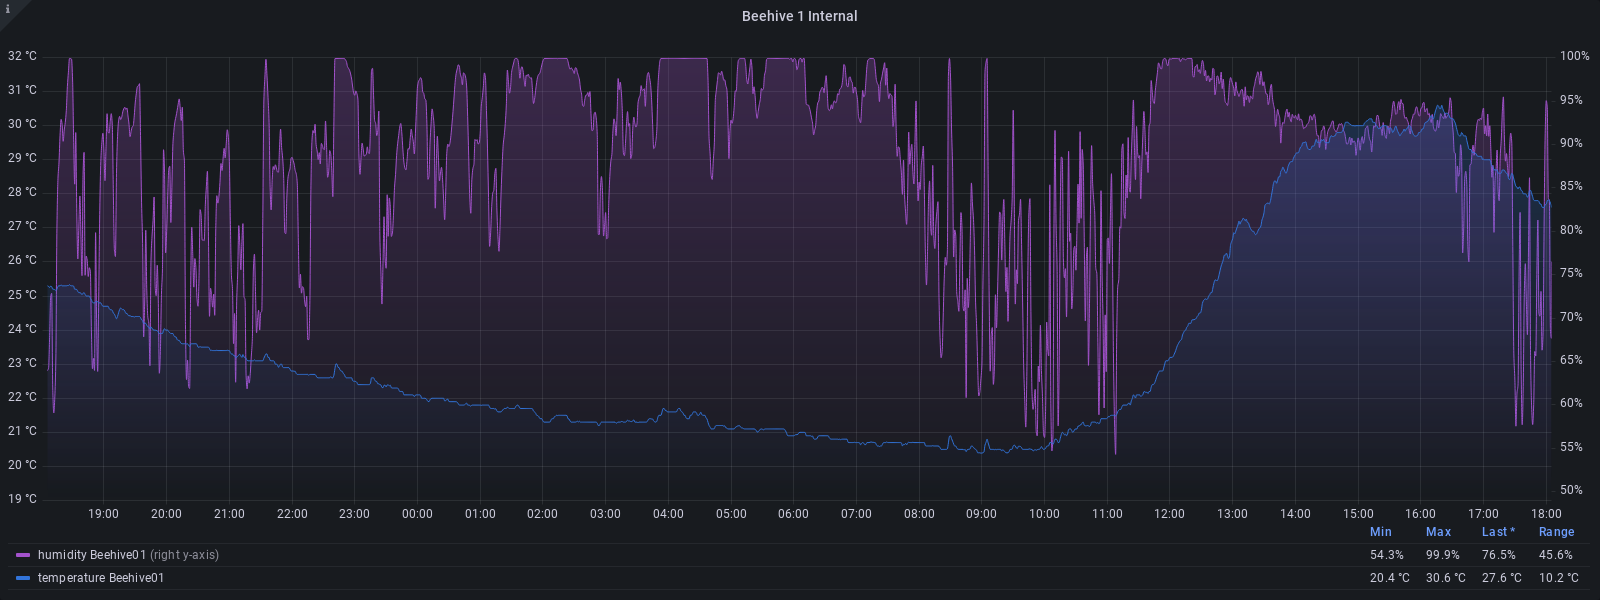 i
Beehive 1 Internal
32 °C 100%
31 °C 95%
30 °C 90%
29 °C 85%
28 °C 80%
27 °C 75%
26 °C 70%
25 °C 65%
24 °C 60%
23 °C 55%
22 °C 50%
21 °C
20 °C
19 °C
19:00 20:00 21:00 22:00 23:00 00:00 01:00 02:00 03:00 04:00 05:00 06:00 07:00 08:00 09:00 10:00 11:00 12:00 13:00 14:00 15:00 16:00 17:00 18:00
Min Max Last * Range
humidity Beehive01 (right y-axis) 54.3% 99.9% 76.5% 45.6%
temperature Beehive01 20.4 °C 30.6 °C 27.6 °C 10.2 °C